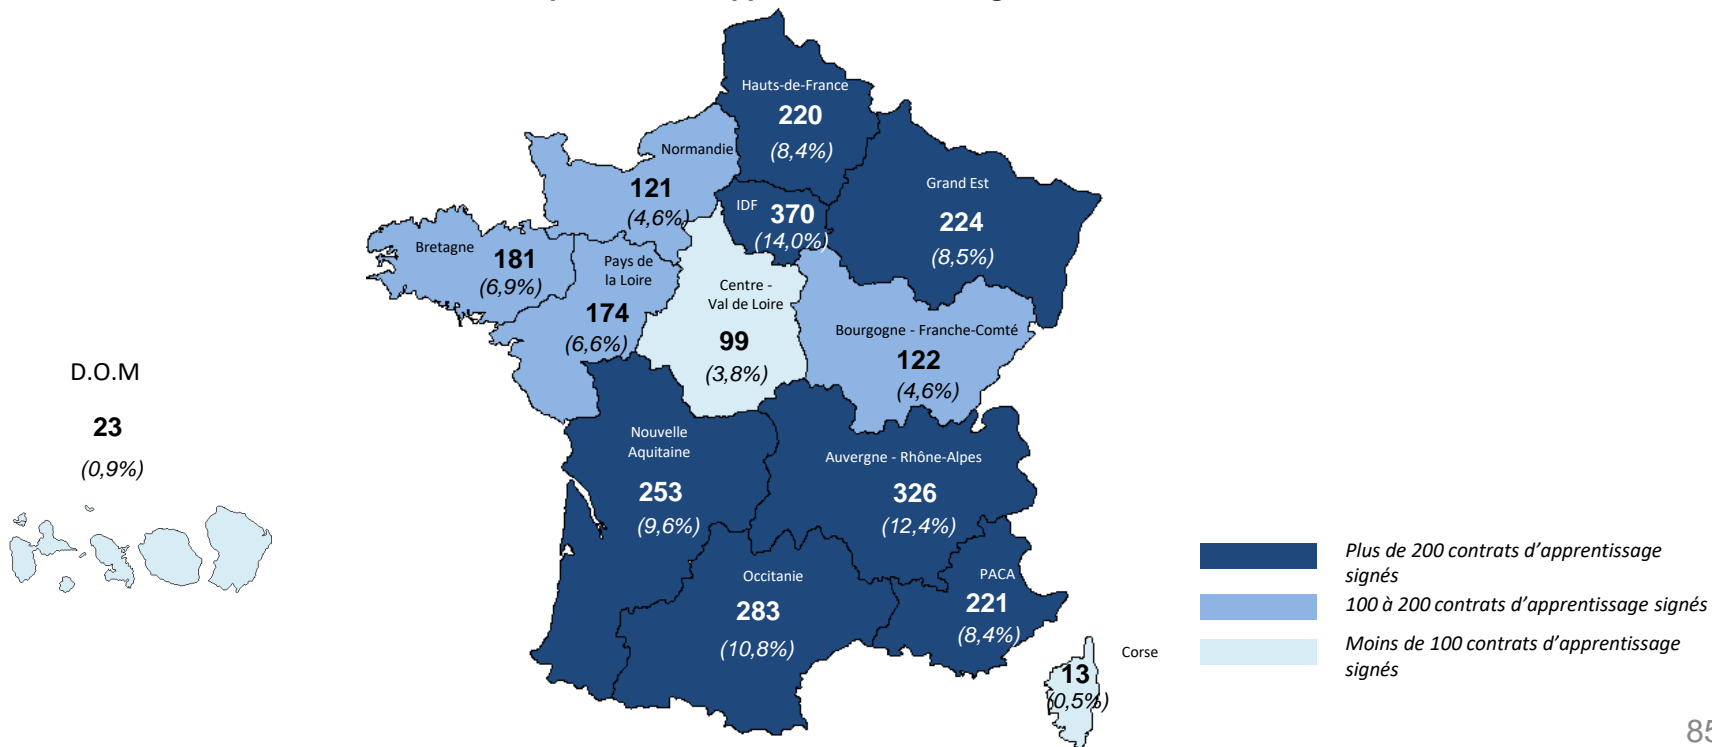 Hauts-de-France
220
(8,4%)
Normandie
121
(4,6%)
IDF
370
(14,0%)
Grand Est
224
(8,5%)
Bretagne
181
(6,9%)
Pays de
la Loire
174
(6,6%)
Centre -
Val de Loire
99
(3,8%)
Bourgogne - Franche-Comté
122
(4,6%)
D.O.M
23
(0,9%)
Nouvelle
Aquitaine
253
(9,6%)
Auvergne - Rhône-Alpes
326
(12,4%)
Occitanie
283
(10,8%)
PACA
221
(8,4%)
Corse
13
(0,5%)
Plus de 200 contrats d’apprentissage
signés
100 à 200 contrats d’apprentissage signés
Moins de 100 contrats d’apprentissage
signés
85